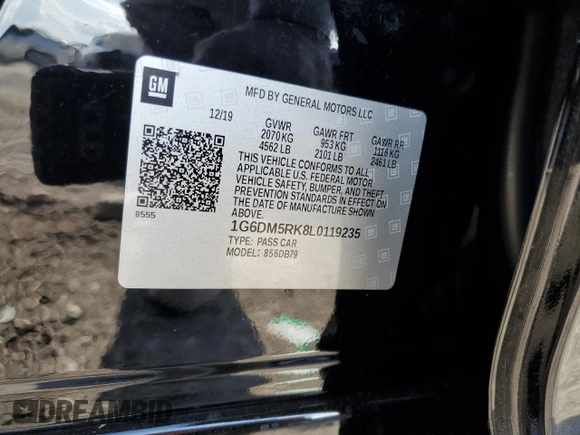 GM
MFD BY GENERAL MOTORS LLC
12/19
GVWR GAWR FRT GAWR RR
2070 KG 953 KG 1116 KG
4562 LB 2101 LB 2461 LB
THIS VEHICLE CONFORMS TO ALL
APPLICABLE U.S. FEDERAL MOTOR
VEHICLE SAFETY, BUMPER, AND THEFT
PREVENTION STANDARDS IN EFFECT ON
THE DATE OF MANUFACTURE SHOWN
ABOVE.
8555
1G6DM5RK8L0119235
TYPE: PASS CAR
MODEL: 856DB79
DREAMBID